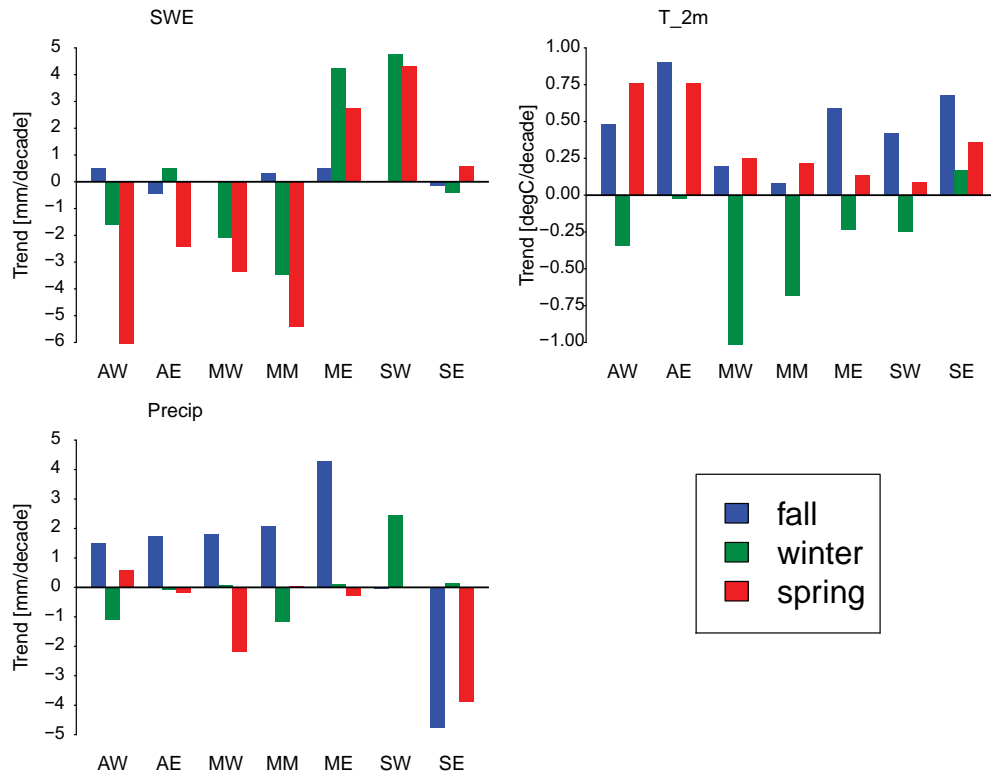 SWE
Trend [mm/decade]
5
4
3
2
1
0
−1
−2
−3
−4
−5
−6
AW AE MW MM ME SW SE
T_2m
Trend [degC/decade]
1.00
0.75
0.50
0.25
0.00
−0.25
−0.50
−0.75
−1.00
AW AE MW MM ME SW SE
Precip
Trend [mm/decade]
5
4
3
2
1
0
−1
−2
−3
−4
−5
AW AE MW MM ME SW SE
fall
winter
spring